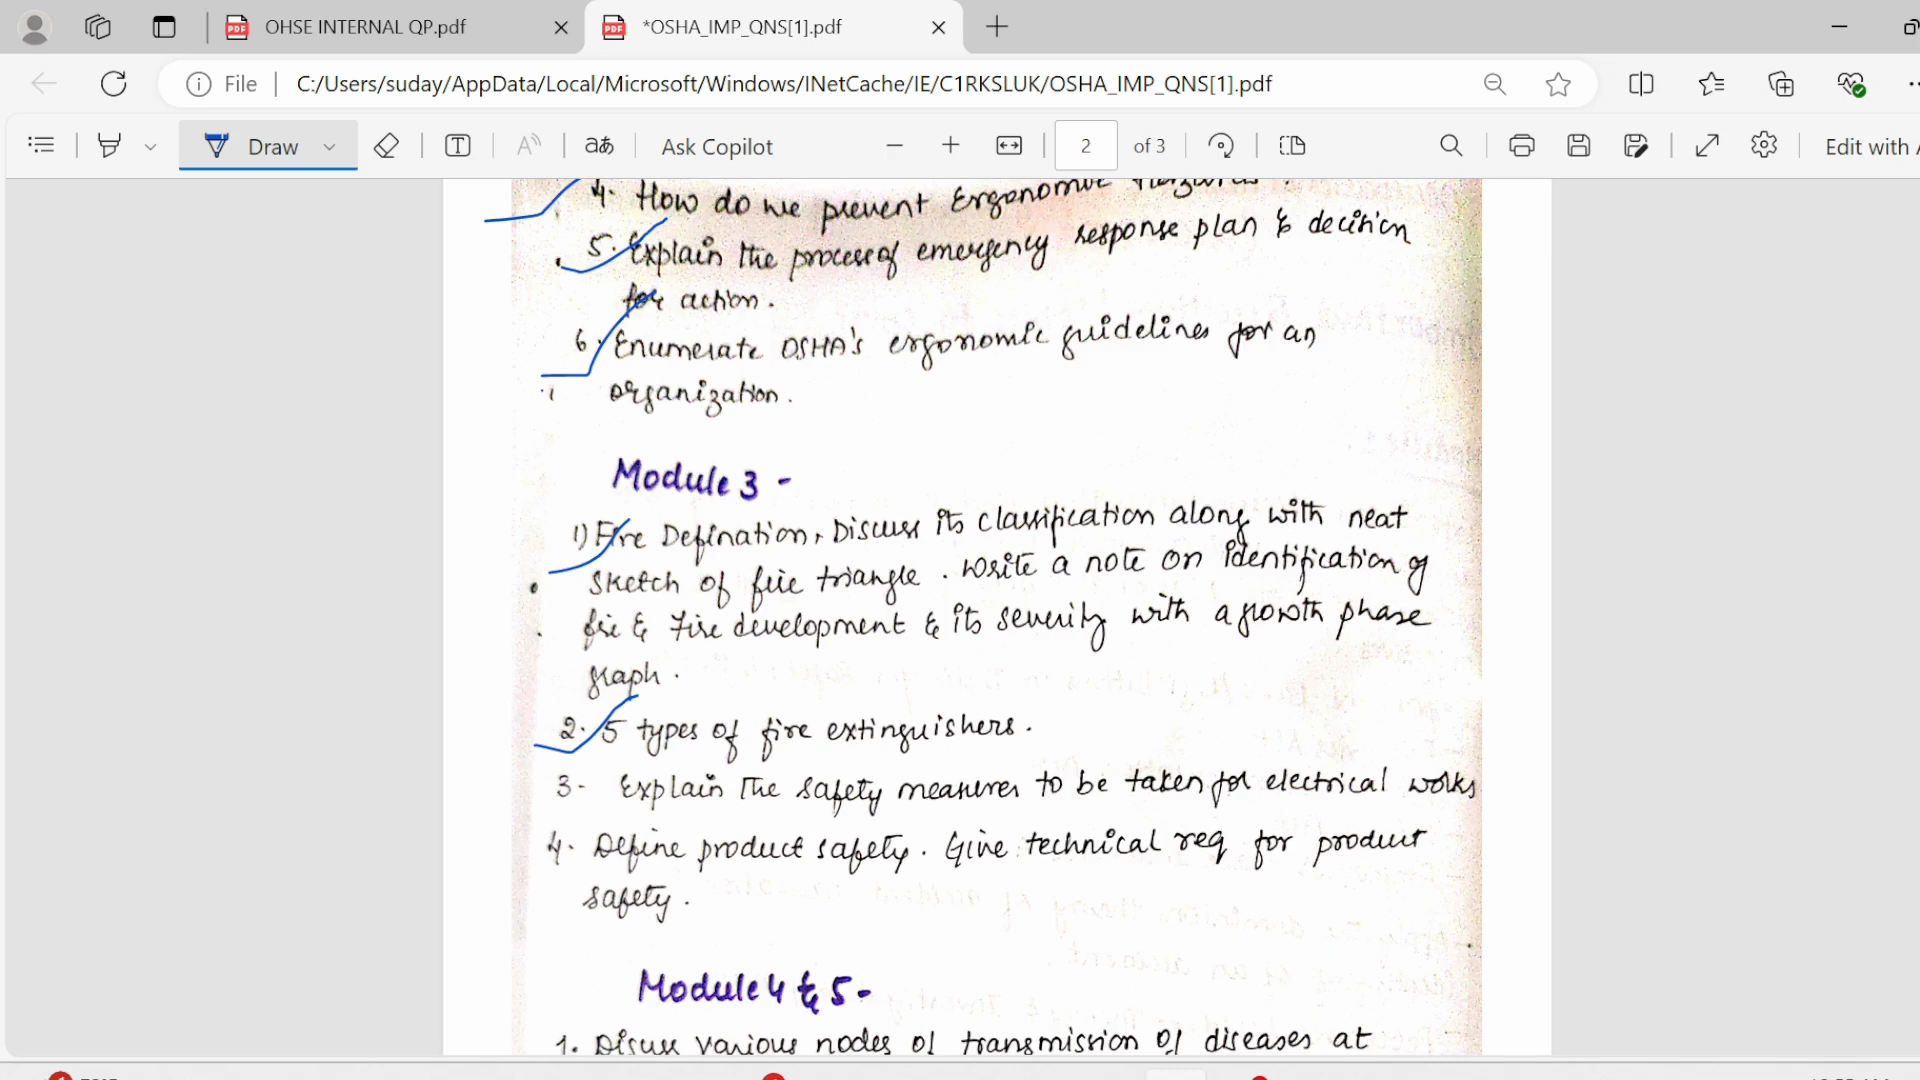 OHSE INTERNAL QP.pdf
*OSHA_IMP_QNS[1].pdf
File
C:/Users/suday/AppData/Local/Microsoft/Windows/INetCache/IE/C1RKSLUK/OSHA_IMP_QNS[1].pdf
Draw
Ask Copilot
2 of 3
Edit with
4. How do we prevent Ergonomic
5. Explain the process of emergency response plan & decition
for action.
6. Enumerate OSHA's ergonomic guidelines for an
organization.
Module 3 -
1) Fire Defination, Discuss its classification along with neat
sketch of fire triangle. Write a note on identification of
fire & Fire development & its severity with a growth phase
graph.
2. 5 types of fire extinguishers.
3- Explain the safety measures to be taken for electrical works
4. Define product safety. Give technical req for product
safety.
Module 4 & 5-
1. Discuss various nodes of transmission of diseases at